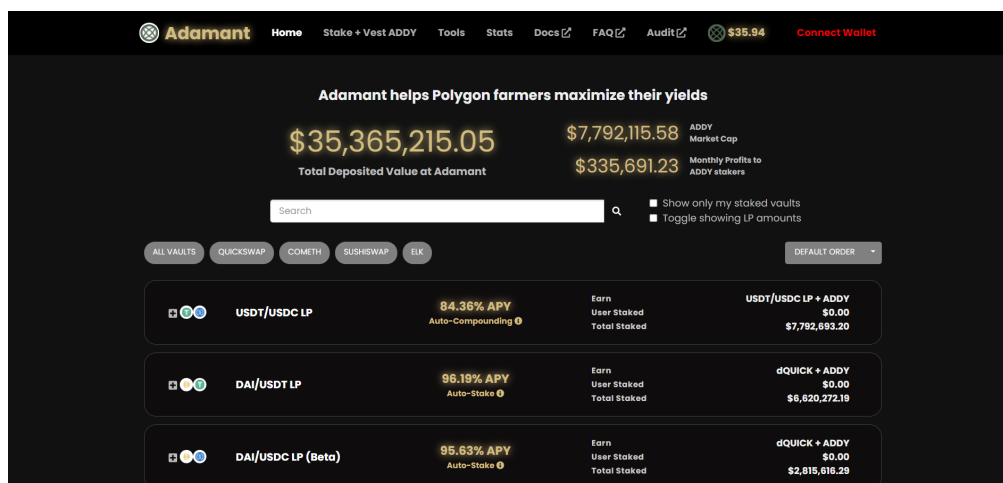 Adamant Home Stake + Vest ADDY Tools Stats Docs FAQ Audit $35.94 Connect Wallet
Adamant helps Polygon farmers maximize their yields
$35,365,215.05
Total Deposited Value at Adamant
$7,792,115.58 ADDY Market Cap
$335,691.23 Monthly Profits to ADDY stakers
Search
Show only my staked vaults
Toggle showing LP amounts
ALL VAULTS QUICKSWAP COMETH SUSHISWAP ELK DEFAULT ORDER
USDT/USDC LP
84.36% APY
Auto-Compounding
Earn USDT/USDC LP + ADDY
User Staked $0.00
Total Staked $7,792,693.20
DAI/USDT LP
96.19% APY
Auto-Stake
Earn dQUICK + ADDY
User Staked $0.00
Total Staked $6,620,272.19
DAI/USDC LP (Beta)
95.63% APY
Auto-Stake
Earn dQUICK + ADDY
User Staked $0.00
Total Staked $2,815,616.29